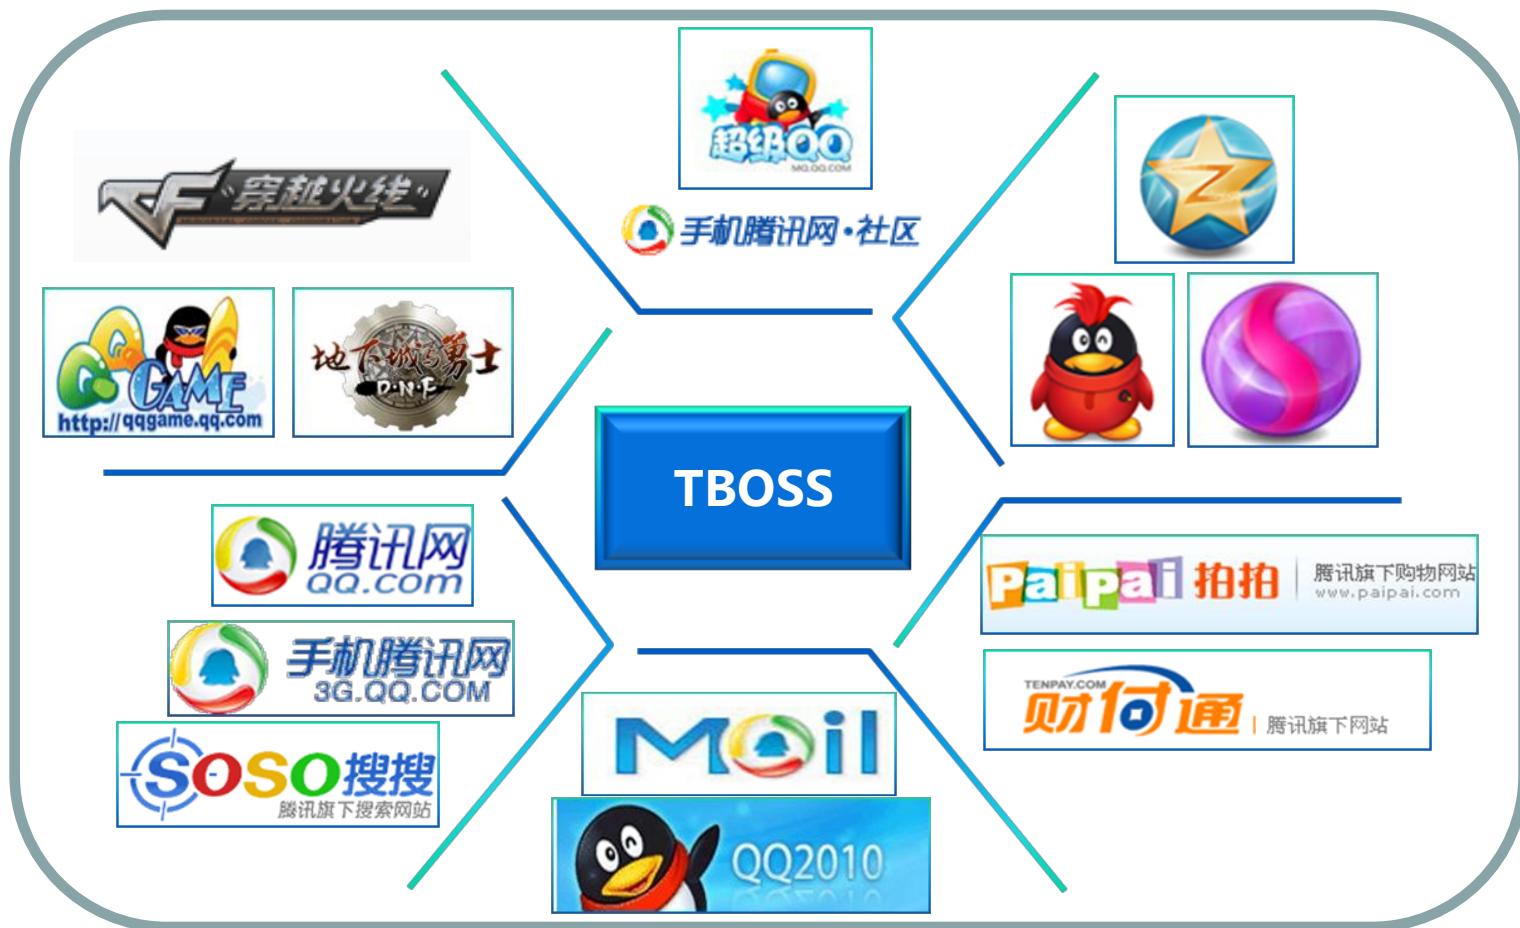 超级QQ
MQ.QQ.COM
手机腾讯网·社区
CF
"穿越火线"
Z
QQ
GAME
http://qqgame.qq.com
地下城与勇士
D·N·F
S
TBOSS
腾讯网
QQ.com
手机腾讯网
3G.QQ.COM
SOSO搜搜
腾讯旗下搜索网站
Paipai 拍拍 | 腾讯旗下购物网站
www.paipai.com
TENPAY.COM
财付通 | 腾讯旗下网站
Mail
QQ2010